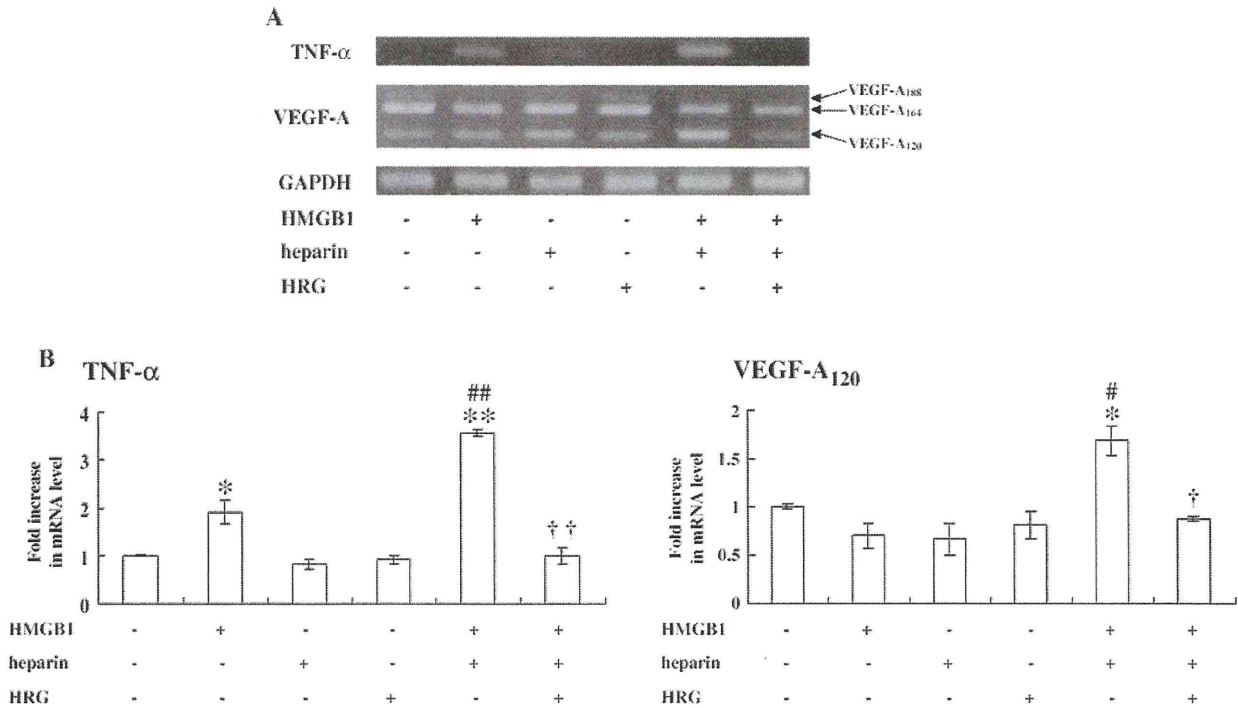 A
TNF-α
VEGF-A
VEGF-A188
VEGF-A164
VEGF-A120
GAPDH
HMGB1 - + - - + +
heparin - - + - + +
HRG - - - + - +
B
TNF-α
Fold increase
in mRNA level
4
3
2
1
0
*
##
**
† †
HMGB1 - + - - + +
heparin - - + - + +
HRG - - - + - +
VEGF-A120
Fold increase
in mRNA level
2
1.5
1
0.5
0
#
*
†
HMGB1 - + - - + +
heparin - - + - + +
HRG - - - + - +